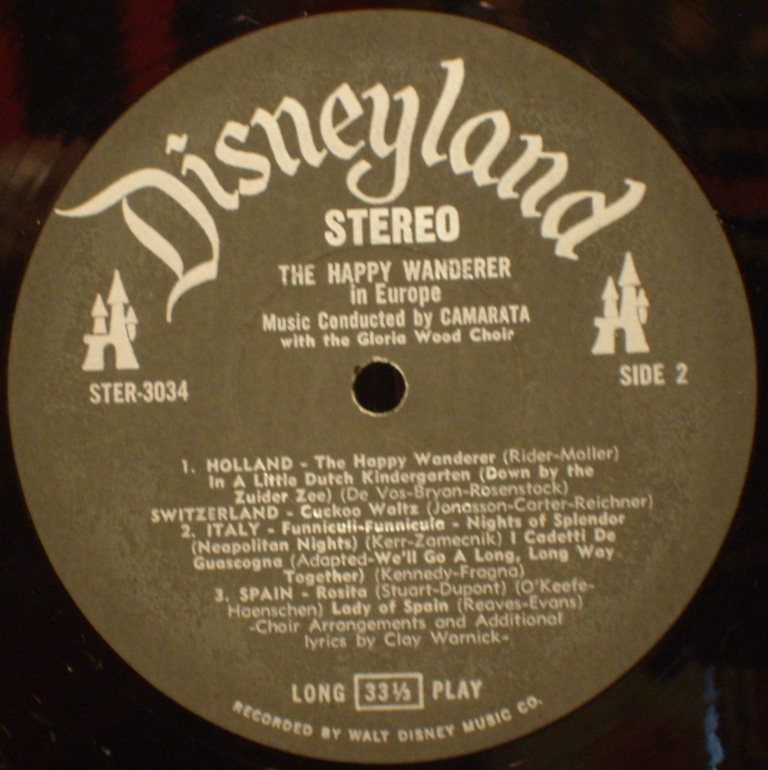 Disneyland
STEREO
THE HAPPY WANDERER
in Europe
Music Conducted by CAMARATA
with the Gloria Wood Choir
STER-3034
SIDE 2
1. HOLLAND - The Happy Wanderer (Rider-Moller)
In A Little Dutch Kindergarten (Down by the
Zuider Zee) (De Vos-Bryan-Rosenstock)
SWITZERLAND - Cuckoo Waltz (Jonasson-Carter-Reichner)
2. ITALY - Funniculi-Funnicula - Nights of Splendor
(Neapolitan Nights) (Kerr-Zamecnik) I Cadetti De
Guascogna (Adapted-We'll Go A Long, Long Way
Together) (Kennedy-Fragna)
3. SPAIN - Rosita (Stuart-Dupont) (O'Keefe-
Haenschen) Lady of Spain (Reaves-Evans)
-Choir Arrangements and Additional
lyrics by Clay Warnick-
LONG 33⅓ PLAY
RECORDED BY WALT DISNEY MUSIC CO.